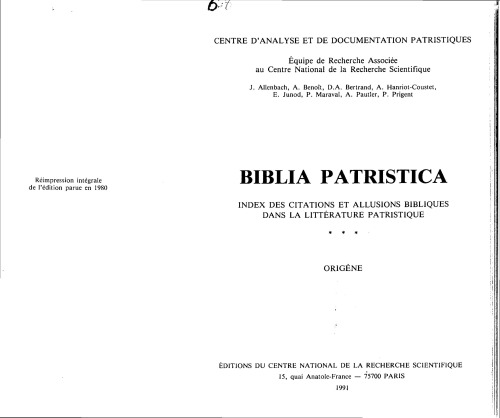 Réimpression intégrale
de l'édition parue en 1980
CENTRE D'ANALYSE ET DE DOCUMENTATION PATRISTIQUES
Équipe de Recherche Associée
au Centre National de la Recherche Scientifique
J. Allenbach, A. Benoît, D.A. Bertrand, A. Hanriot-Coustet,
E. Junod, P. Maraval, A. Pautler, P. Prigent
BIBLIA PATRISTICA
INDEX DES CITATIONS ET ALLUSIONS BIBLIQUES
DANS LA LITTÉRATURE PATRISTIQUE
* * *
ORIGÈNE
ÉDITIONS DU CENTRE NATIONAL DE LA RECHERCHE SCIENTIFIQUE
15, quai Anatole-France — 75700 PARIS
1991